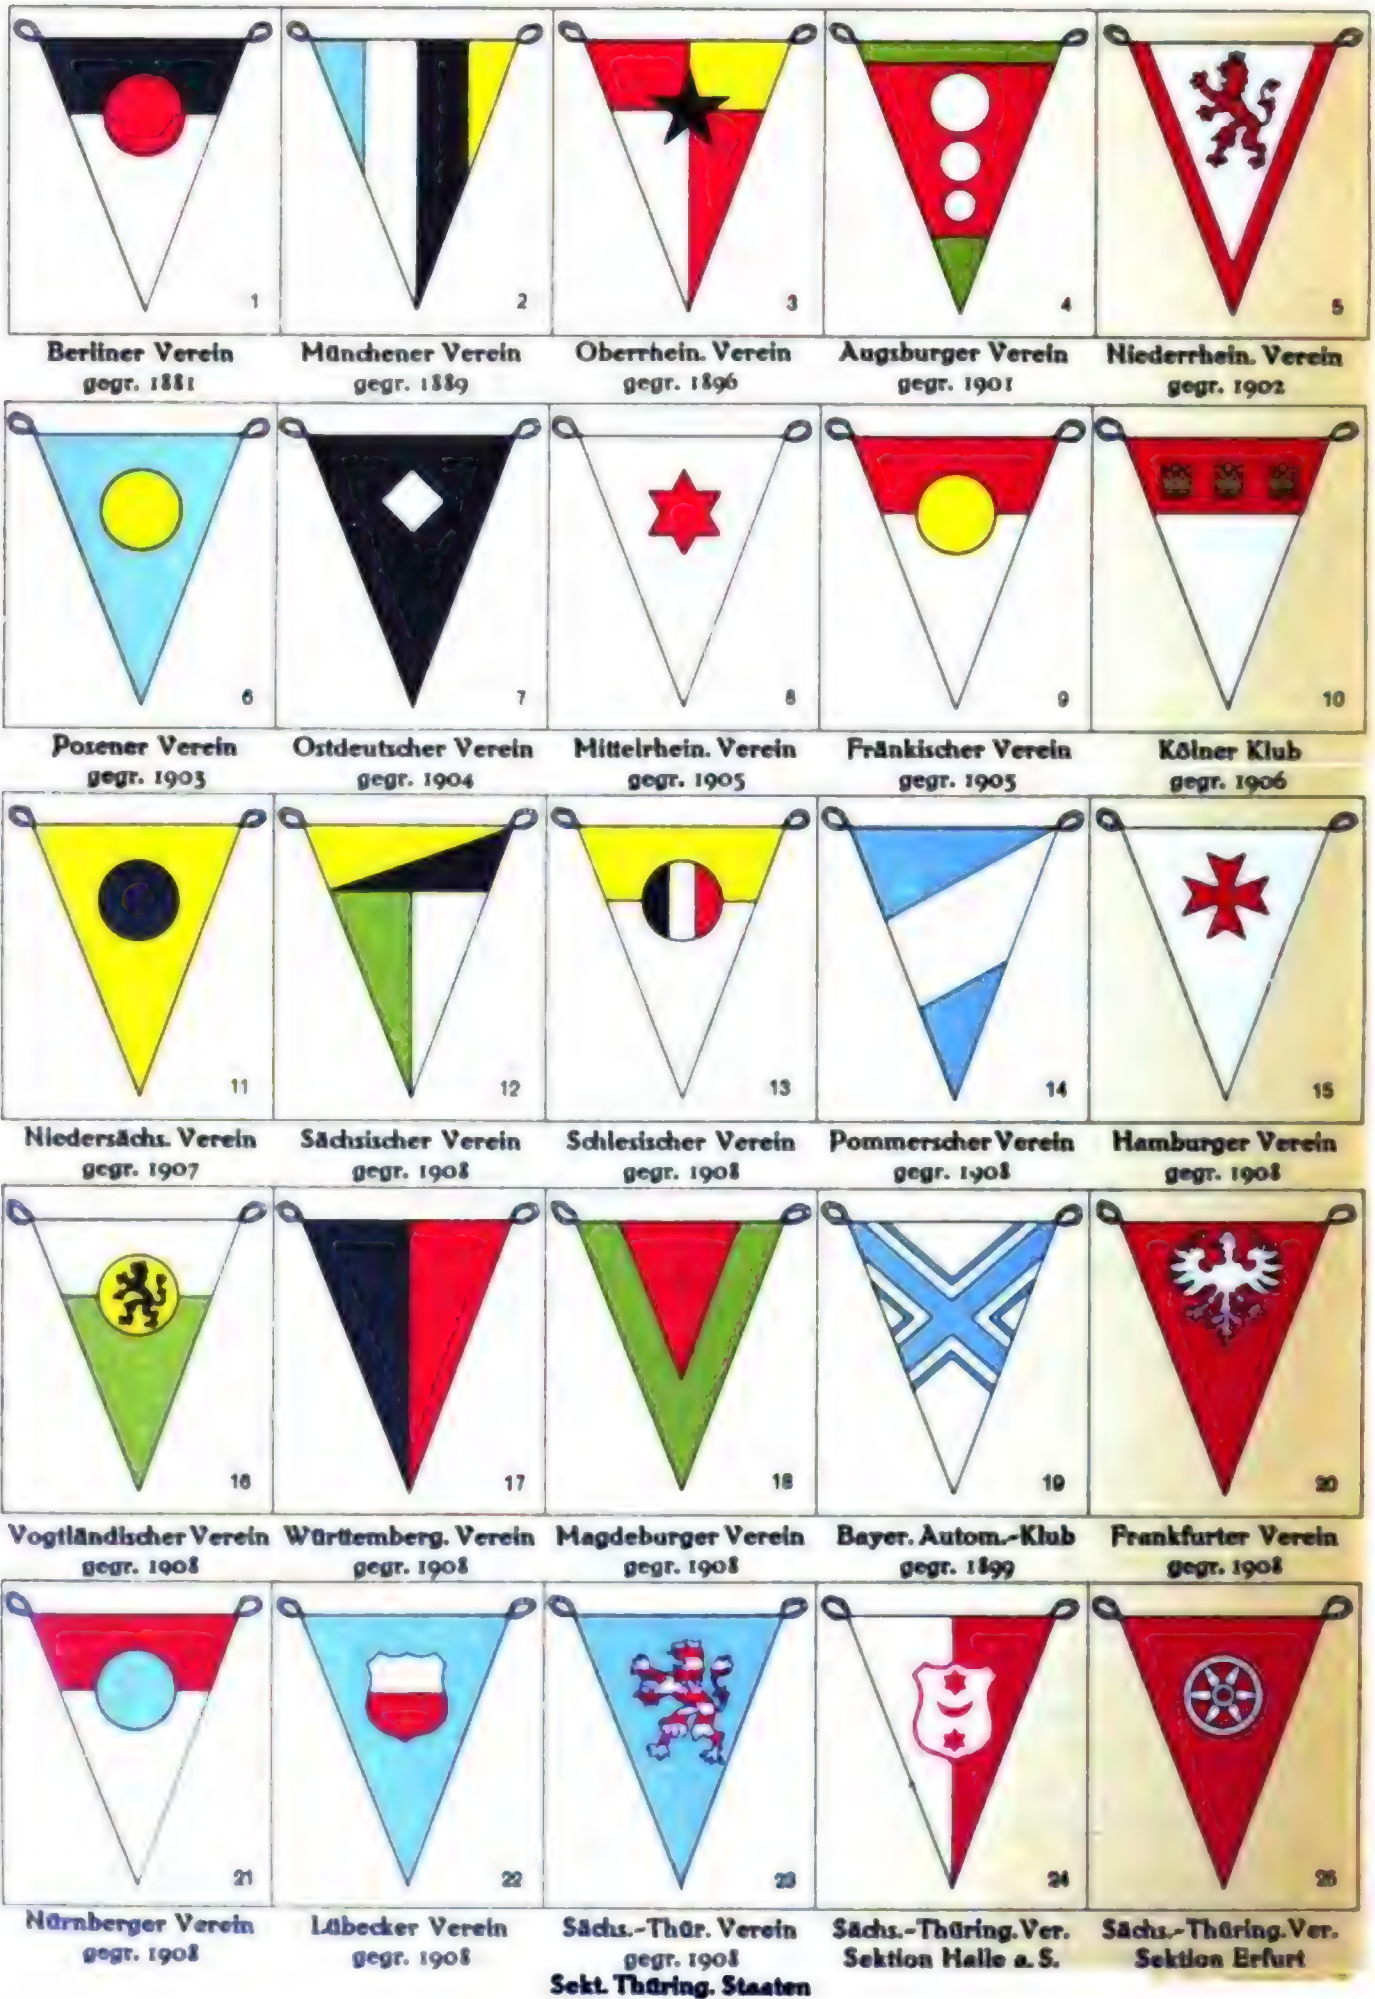 1
Berliner Verein
gegr. 1881
2
Münchener Verein
gegr. 1889
3
Oberrhein. Verein
gegr. 1896
4
Augsburger Verein
gegr. 1901
5
Niederrhein. Verein
gegr. 1902
6
Posener Verein
gegr. 1903
7
Ostdeutscher Verein
gegr. 1904
8
Mittelrhein. Verein
gegr. 1905
9
Fränkischer Verein
gegr. 1905
10
Kölner Klub
gegr. 1906
11
Niedersächs. Verein
gegr. 1907
12
Sächsischer Verein
gegr. 1908
13
Schlesischer Verein
gegr. 1908
14
Pommerscher Verein
gegr. 1908
15
Hamburger Verein
gegr. 1908
16
Vogtländischer Verein
gegr. 1908
17
Württemberg. Verein
gegr. 1908
18
Magdeburger Verein
gegr. 1908
19
Bayer. Autom.-Klub
gegr. 1899
20
Frankfurter Verein
gegr. 1908
21
Nürnberger Verein
gegr. 1908
22
Lübecker Verein
gegr. 1908
23
Sächs.-Thür. Verein
gegr. 1908
Sekt. Thüring. Staaten
24
Sächs.-Thüring. Ver.
Sektion Halle a. S.
25
Sächs.-Thüring. Ver.
Sektion Erfurt